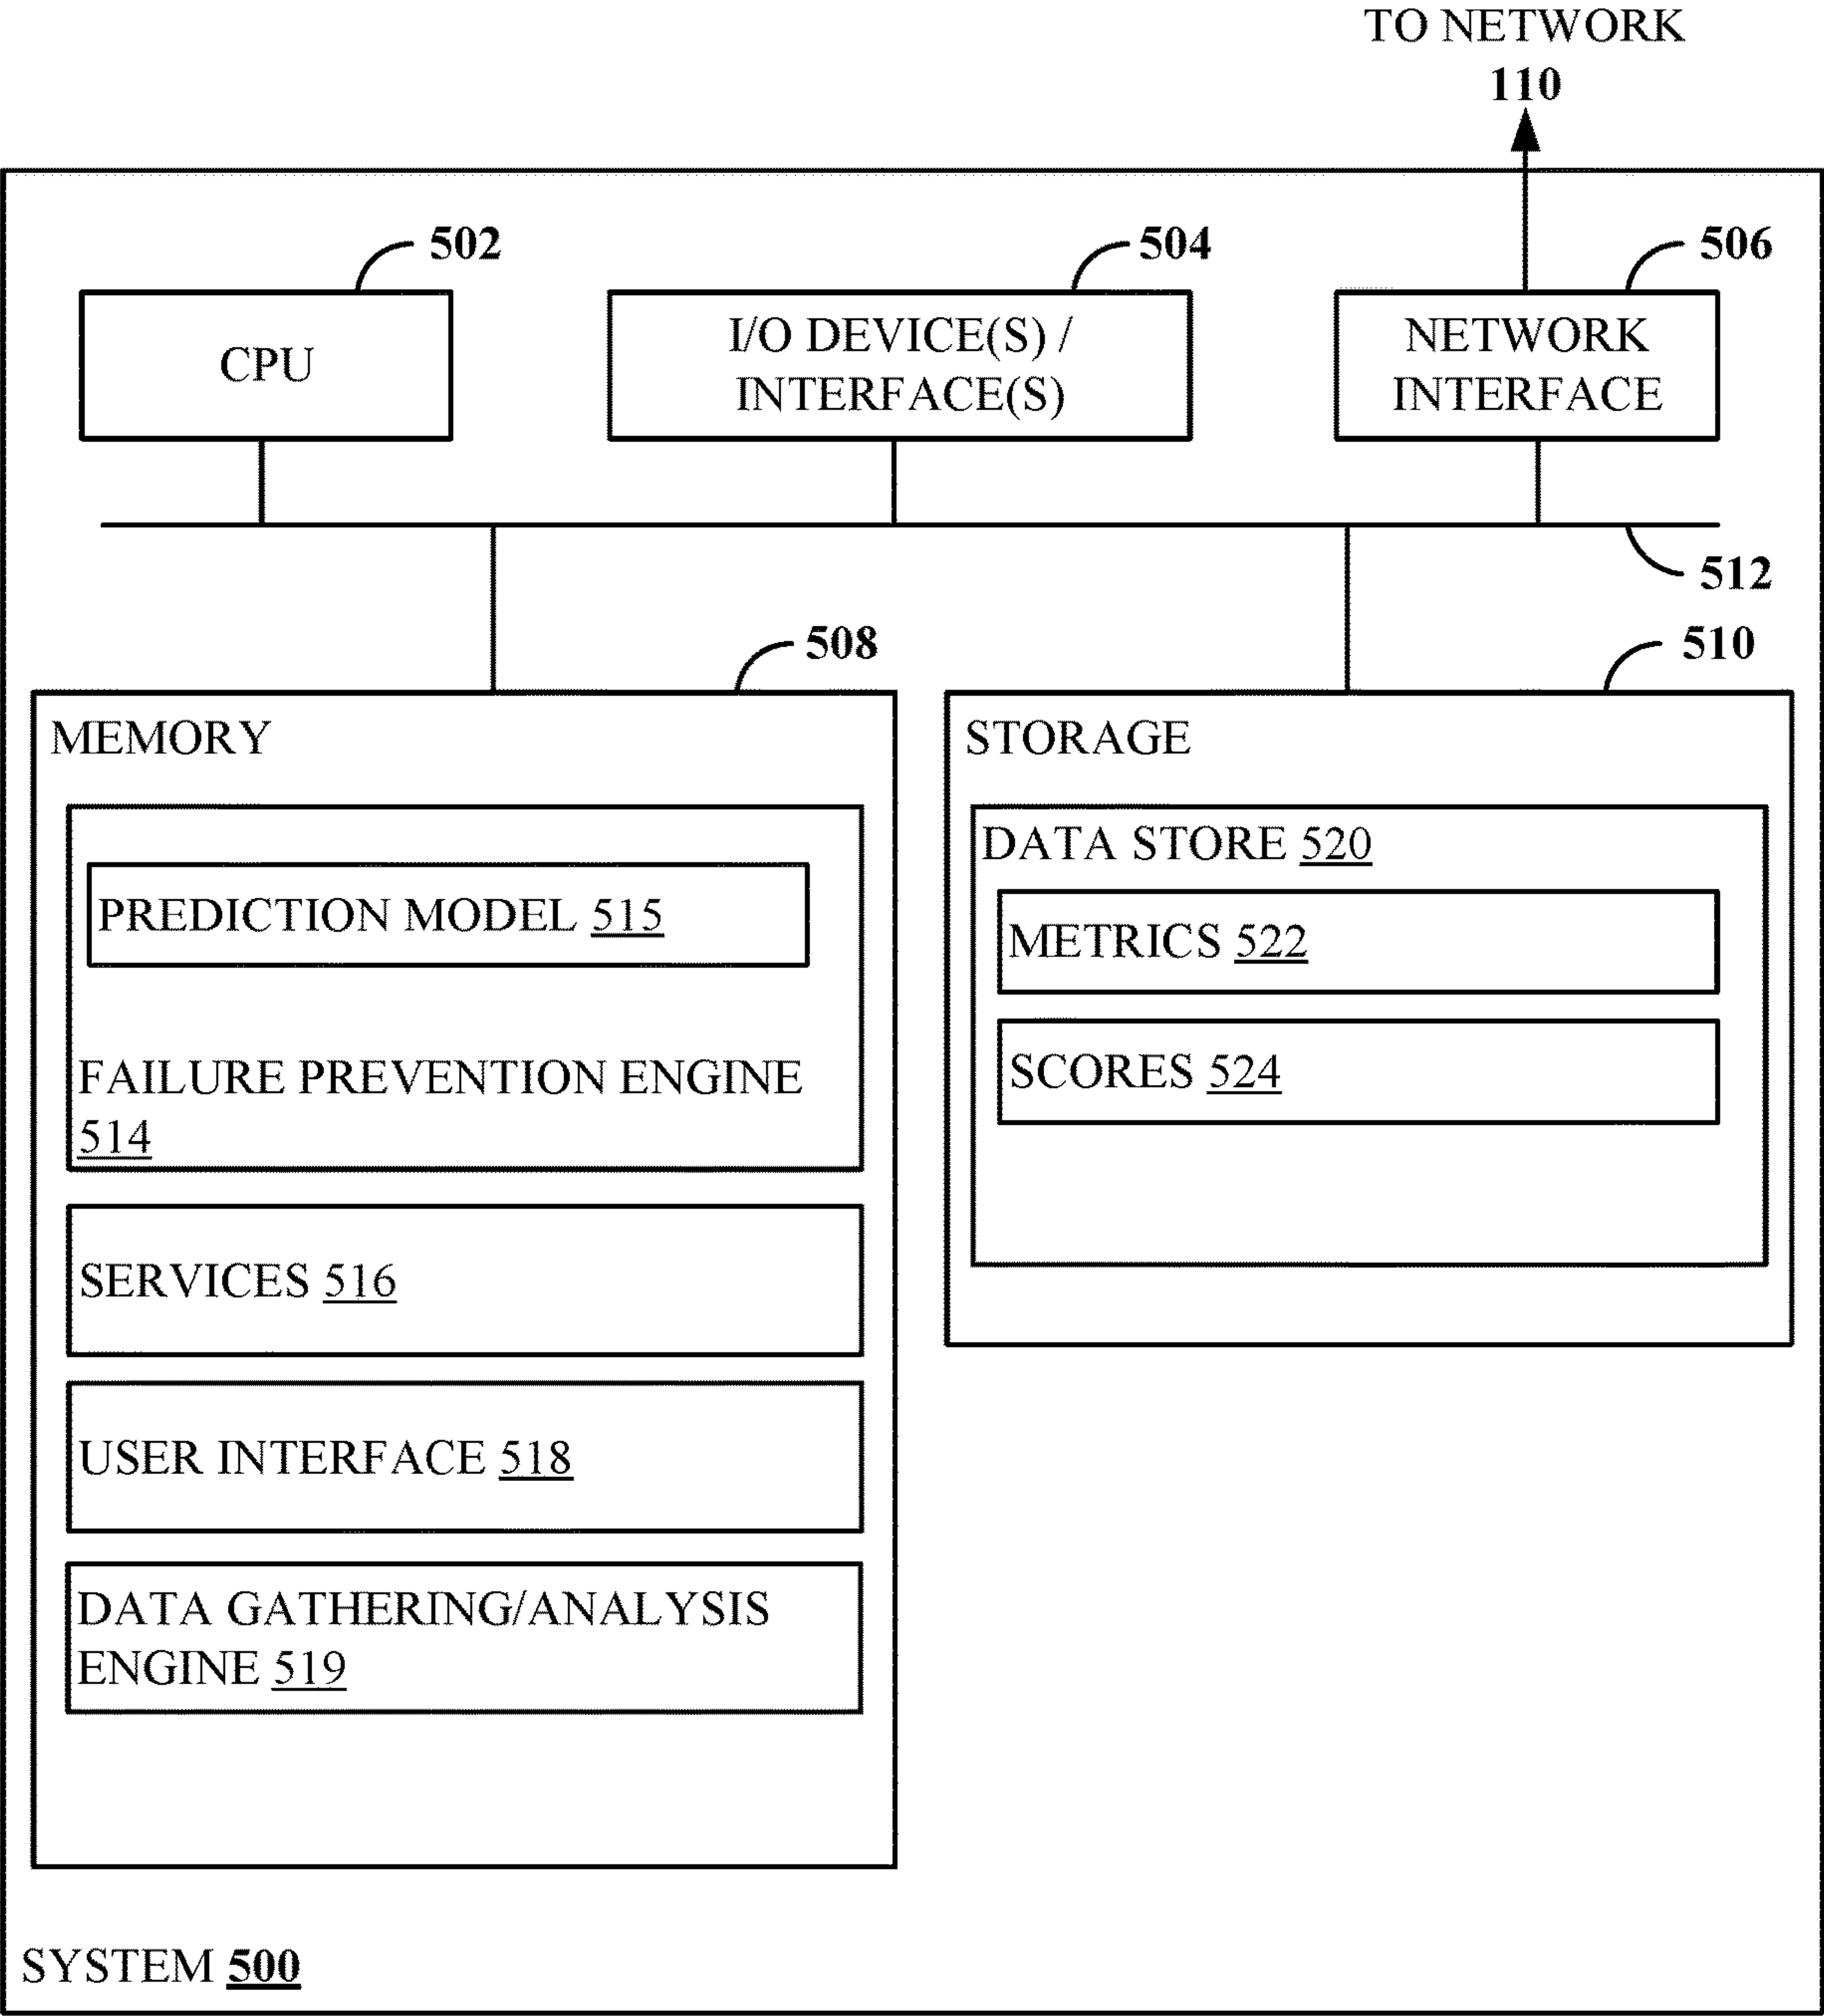 TO NETWORK
110
502
504
506
CPU
I/O DEVICE(S) /
INTERFACE(S)
NETWORK
INTERFACE
512
508
510
MEMORY
PREDICTION MODEL 515
FAILURE PREVENTION ENGINE
514
SERVICES 516
USER INTERFACE 518
DATA GATHERING/ANALYSIS
ENGINE 519
STORAGE
DATA STORE 520
METRICS 522
SCORES 524
SYSTEM 500